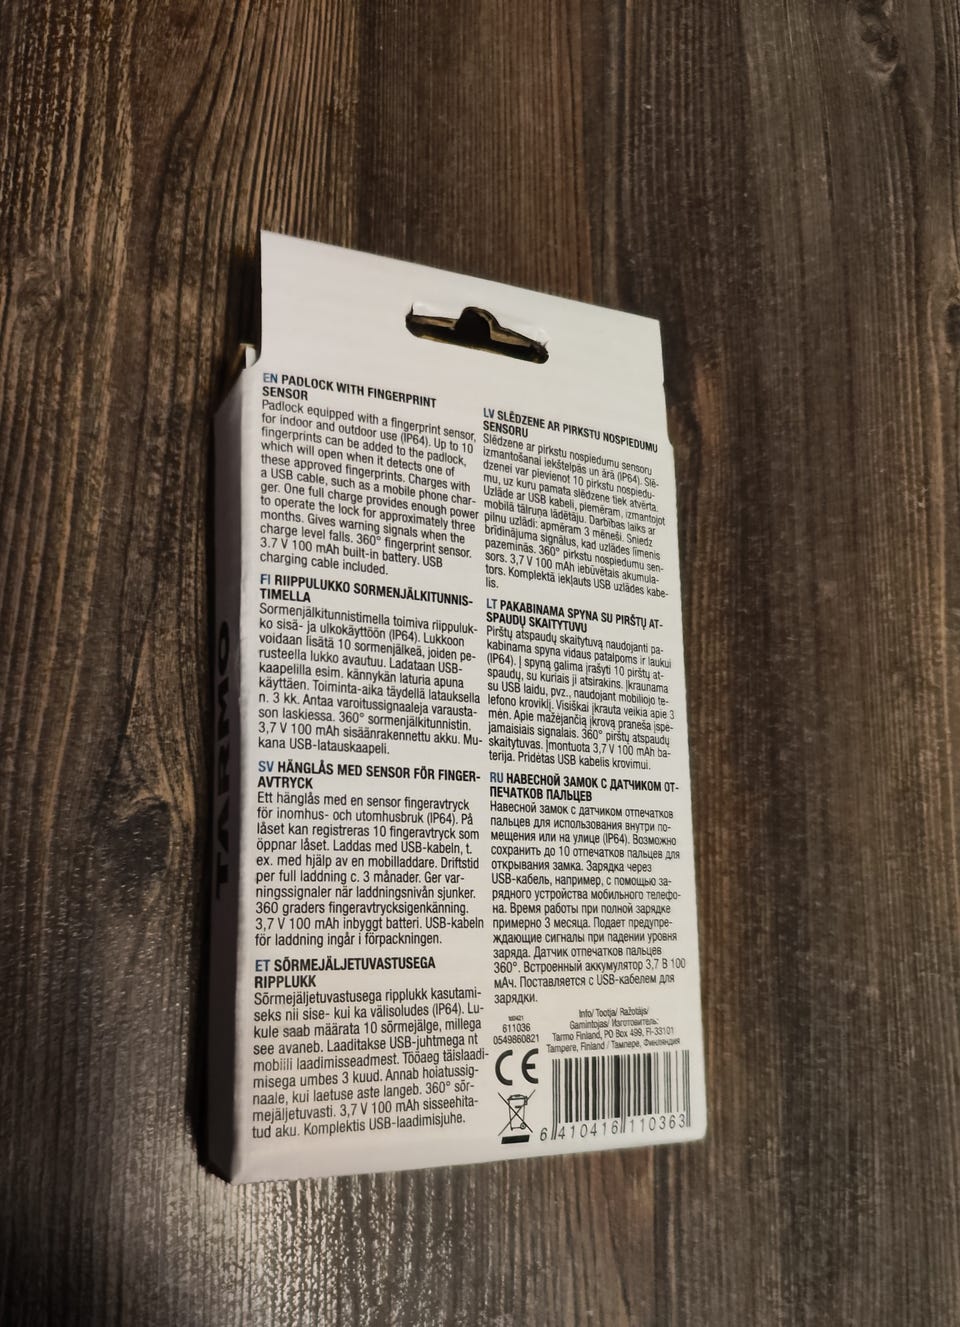 EN PADLOCK WITH FINGERPRINT
SENSOR
Padlock equipped with a fingerprint sensor,
for indoor and outdoor use (IP64). Up to 10
fingerprints can be added to the padlock,
which will open when it detects one of
these approved fingerprints. Charges with
a USB cable, such as a mobile phone char-
ger. One full charge provides enough power
to operate the lock for approximately three
months. Gives warning signals when the
charge level falls. 360° fingerprint sensor.
3.7 V 100 mAh built-in battery. USB
charging cable included.
FI RIIPPULUKKO SORMENJÄLKITUNNIS-
TIMELLA
Sormenjälkitunnistimella toimiva riippuluk-
ko sisä- ja ulkokäyttöön (IP64). Lukkoon
voidaan lisätä 10 sormenjälkeä, joiden pe-
rusteella lukko avautuu. Ladataan USB-
kaapelilla esim. kännykän laturia apuna
käyttäen. Toiminta-aika täydellä latauksella
n. 3 kk. Antaa varoitussignaaleja varausta-
son laskiessa. 360° sormenjälkitunnistin.
3,7 V 100 mAh sisäänrakennettu akku. Mu-
kana USB-latauskaapeli.
SV HÄNGLÅS MED SENSOR FÖR FINGER-
AVTRYCK
Ett hänglås med en sensor fingeravtryck
för inomhus- och utomhusbruk (IP64). På
låset kan registreras 10 fingeravtryck som
öppnar låset. Laddas med USB-kabeln, t.
ex. med hjälp av en mobilladdare. Driftstid
per full laddning c. 3 månader. Ger var-
ningssignaler när laddningsnivån sjunker.
360 graders fingeravtrycksigenkänning.
3,7 V 100 mAh inbyggt batteri. USB-kabeln
för laddning ingår i förpackningen.
ET SÕRMEJÄLJETUVASTUSEGA
RIPPLUKK
Sõrmejäljetuvastusega ripplukk kasutami-
seks nii sise- kui ka välisoludes (IP64). Lu-
kule saab määrata 10 sõrmejälge, millega
see avaneb. Laaditakse USB-juhtmega nt
mobiili laadimisseadmest. Tööaeg täislaadi-
misega umbes 3 kuud. Annab hoiatussig-
naale, kui laetuse aste langeb. 360° sõr-
mejäljetuvasti. 3,7 V 100 mAh sisseehita-
tud aku. Komplektis USB-laadimisjuhe.
LV SLĒDZENE AR PIRKSTU NOSPIEDUMU
SENSORU
Slēdzene ar pirkstu nospiedumu sensoru
izmantošanai iekštelpās un ārā (IP64). Slē-
dzenei var pievienot 10 pirkstu nospiedu-
mu, uz kuru pamata slēdzene tiek atvērta.
Uzlāde ar USB kabeli, piemēram, izmantojot
mobilā tālruņa lādētāju. Darbības laiks ar
pilnu uzlādi: apmēram 3 mēneši. Sniedz
brīdinājuma signālus, kad uzlādes līmenis
pazeminās. 360° pirkstu nospiedumu sen-
sors. 3,7 V 100 mAh iebūvētais akumula-
tors. Komplektā iekļauts USB uzlādes kabe-
lis.
LT PAKABINAMA SPYNA SU PIRŠTŲ AT-
SPAUDŲ SKAITYTUVU
Pirštų atspaudų skaitytuvą naudojanti pa-
kabinama spyna vidaus patalpoms ir laukui
(IP64). Į spyną galima įrašyti 10 pirštų at-
spaudų, su kuriais ji atsirakins. Įkraunama
su USB laidu, pvz., naudojant mobiliojo te-
lefono kroviklį. Visiškai įkrauta veikia apie 3
mėn. Apie mažėjančią įkrovą praneša įspė-
jamaisiais signalais. 360° pirštų atspaudų
skaitytuvas. Įmontuota 3,7 V 100 mAh ba-
terija. Pridėtas USB kabelis krovimui.
RU НАВЕСНОЙ ЗАМОК С ДАТЧИКОМ ОТ-
ПЕЧАТКОВ ПАЛЬЦЕВ
Навесной замок с датчиком отпечатков
пальцев для использования внутри по-
мещения или на улице (IP64). Возможно
сохранить до 10 отпечатков пальцев для
открывания замка. Зарядка через
USB-кабель, например, с помощью за-
рядного устройства мобильного телефо-
на. Время работы при полной зарядке
примерно 3 месяца. Подает предупре-
ждающие сигналы при падении уровня
заряда. Датчик отпечатков пальцев
360°. Встроенный аккумулятор 3,7 В 100
мАч. Поставляется с USB-кабелем для
зарядки.
611036
0549860821
Info/ Tootja/ Ražotājs/
Gamintojas/ Изготовитель:
Tarmo Finland, PO Box 499, FI-33101
Tampere, Finland / Тампере, Финляндия
CE
6 410416 110363